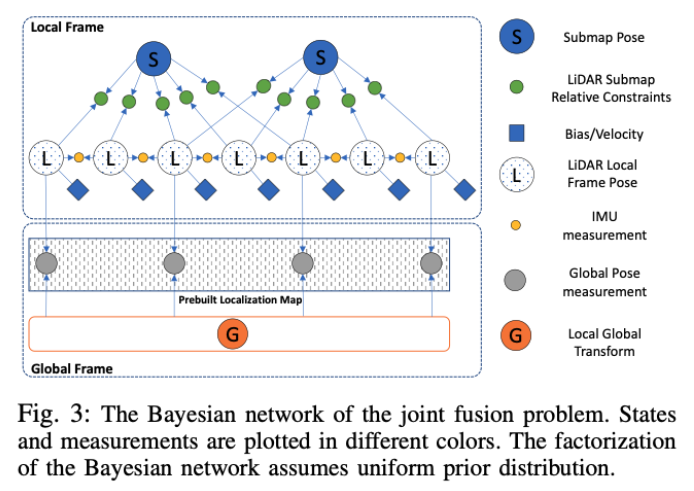 Local Frame
S
S
L
L
L
L
L
L
L
Prebuilt Localization Map
G
Global Frame
S
Submap Pose
LiDAR Submap
Relative Constraints
Bias/Velocity
L
LiDAR Local
Frame Pose
IMU
measurement
Global Pose
measurement
G
Local Global
Transform
Fig. 3: The Bayesian network of the joint fusion problem. States
and measurements are plotted in different colors. The factorization
of the Bayesian network assumes uniform prior distribution.